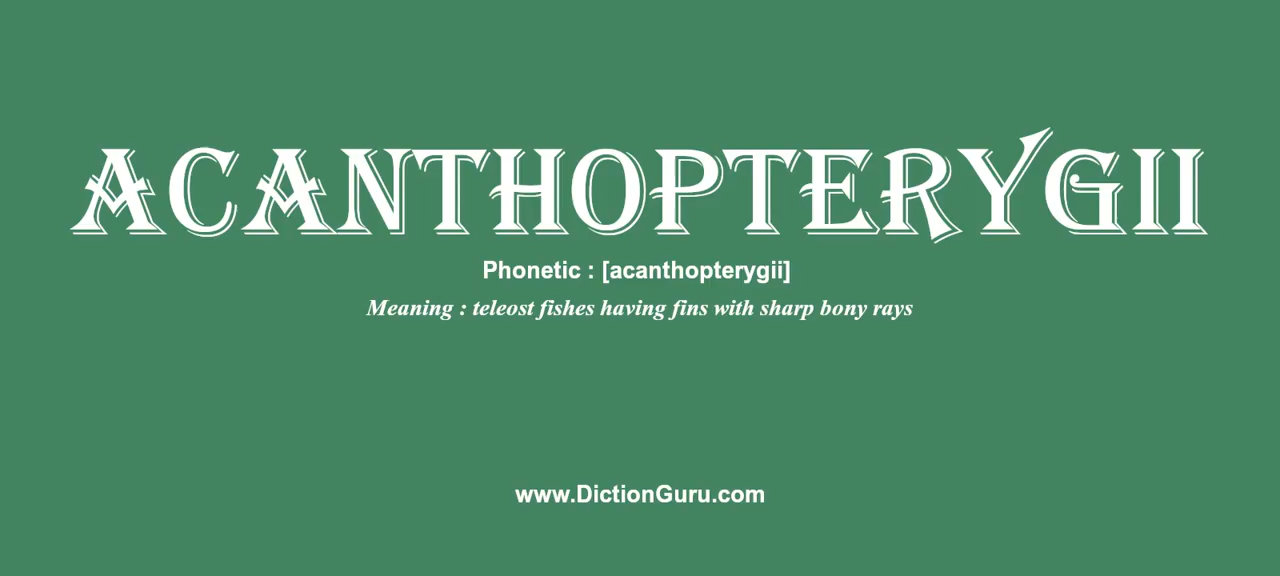 ACANTHOPTERYGII
Phonetic : [acanthopterygii]
Meaning : teleost fishes having fins with sharp bony rays
www.DictionGuru.com